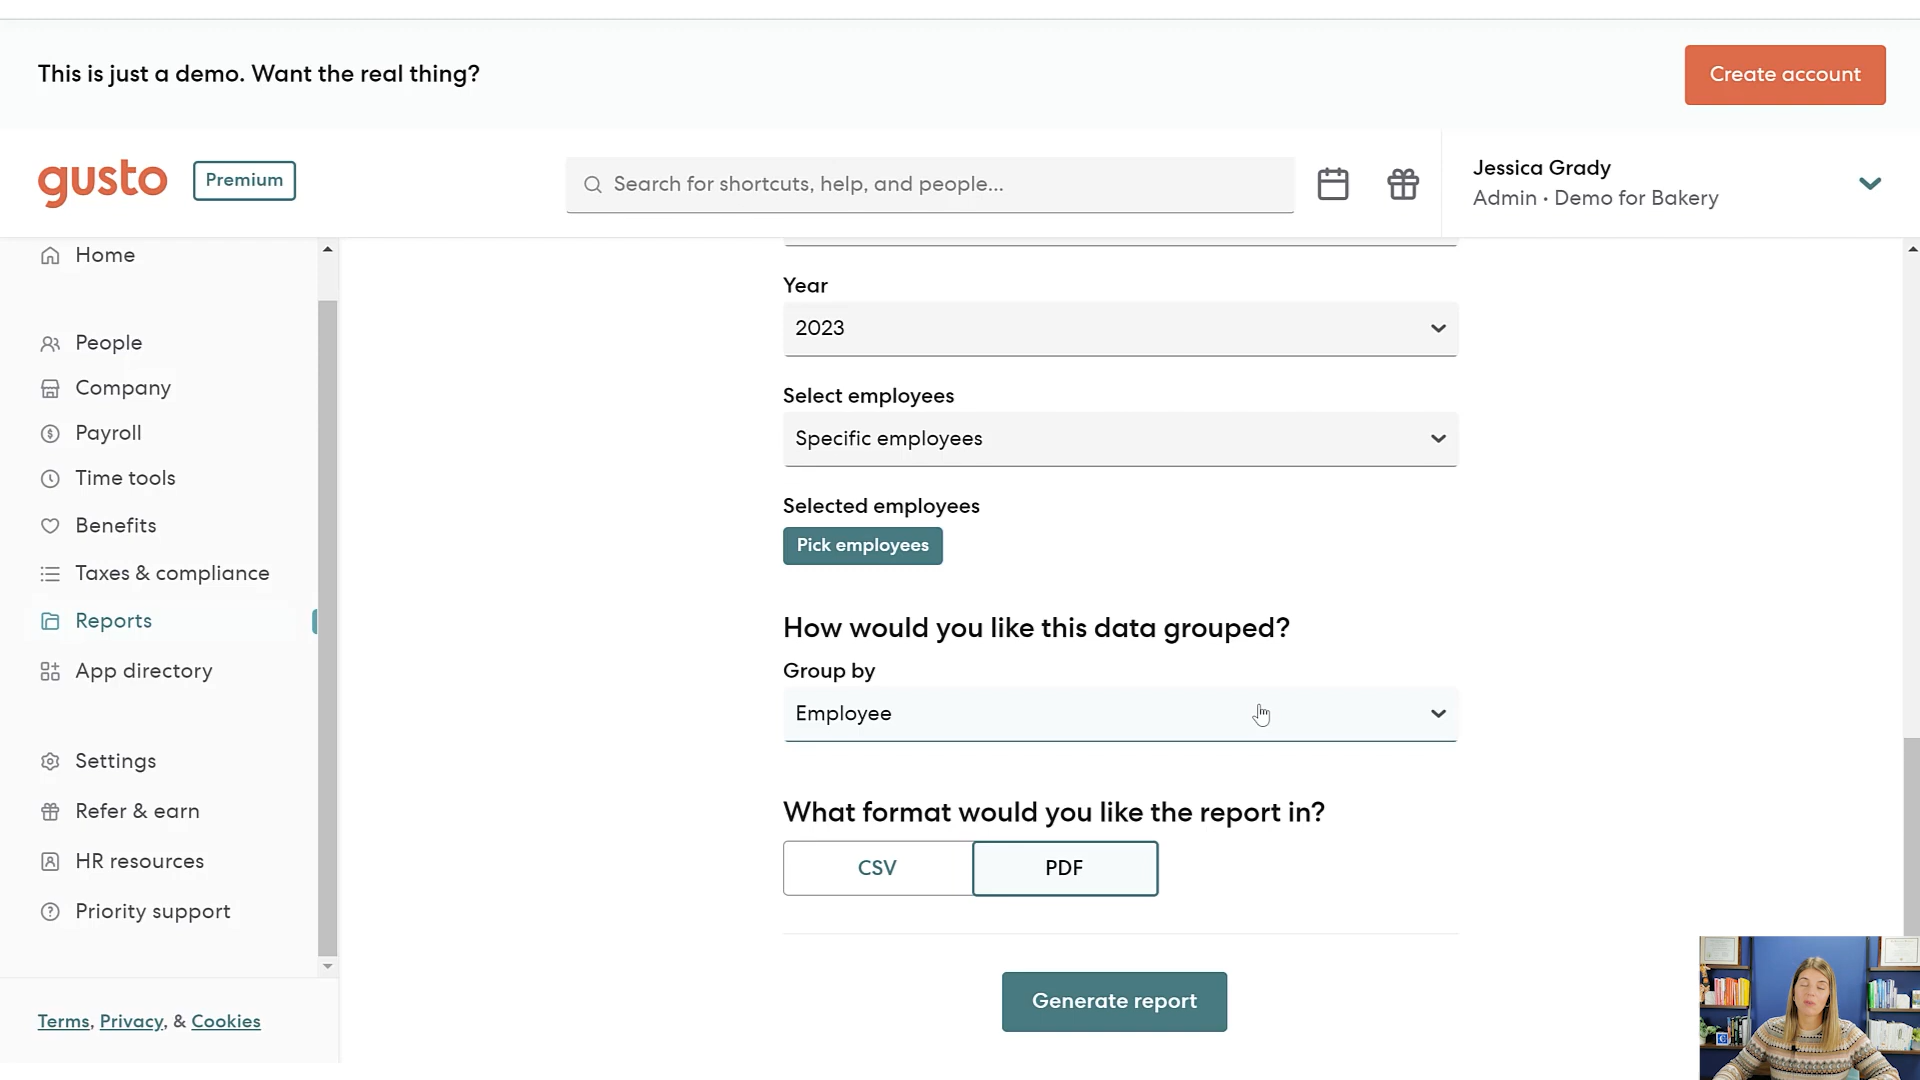 This is just a demo. Want the real thing?
Create account
gusto
Premium
Search for shortcuts, help, and people...
Jessica Grady
Admin • Demo for Bakery
Home
People
Company
Payroll
Time tools
Benefits
Taxes & compliance
Reports
App directory
Settings
Refer & earn
HR resources
Priority support
Terms, Privacy, & Cookies
Year
2023
Select employees
Specific employees
Selected employees
Pick employees
How would you like this data grouped?
Group by
Employee
What format would you like the report in?
CSV
PDF
Generate report